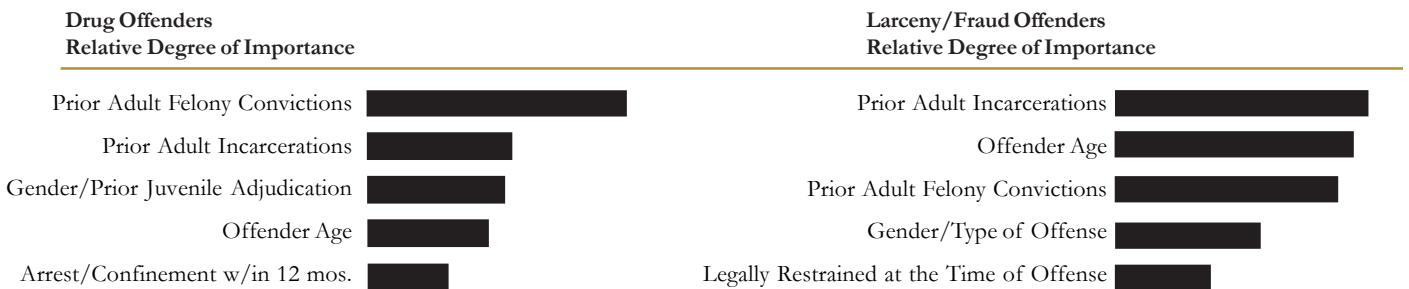 Drug Offenders
Relative Degree of Importance
Prior Adult Felony Convictions
Prior Adult Incarcerations
Gender/Prior Juvenile Adjudication
Offender Age
Arrest/Confinement w/in 12 mos.
Larceny/Fraud Offenders
Relative Degree of Importance
Prior Adult Incarcerations
Offender Age
Prior Adult Felony Convictions
Gender/Type of Offense
Legally Restrained at the Time of Offense